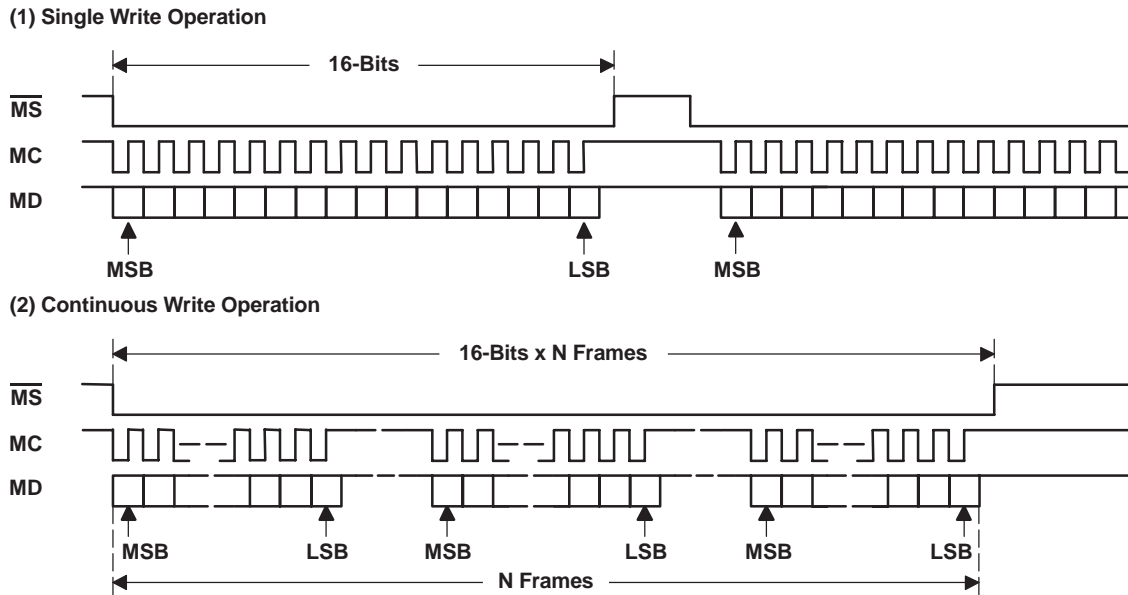 (1) Single Write Operation
16-Bits
MS
MC
MD
MSB LSB MSB
(2) Continuous Write Operation
16-Bits x N Frames
MS
MC
MD
MSB LSB MSB LSB MSB LSB
N Frames